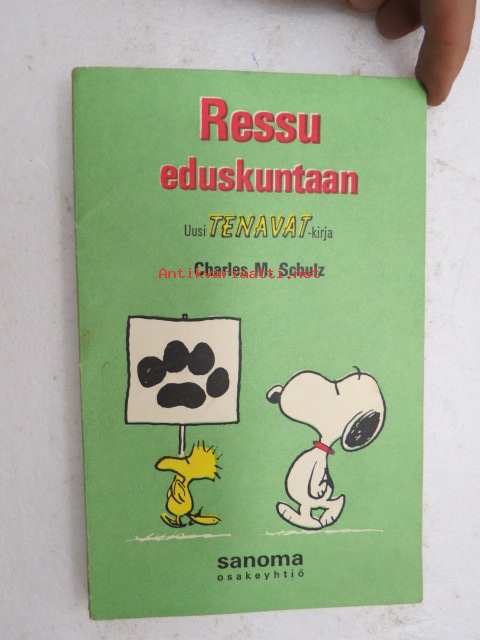 Ressu
eduskuntaan
Uusi TENAVAT-kirja
Charles M. Schulz
Antikvariaatti.net
sanoma
osakeyhtiö